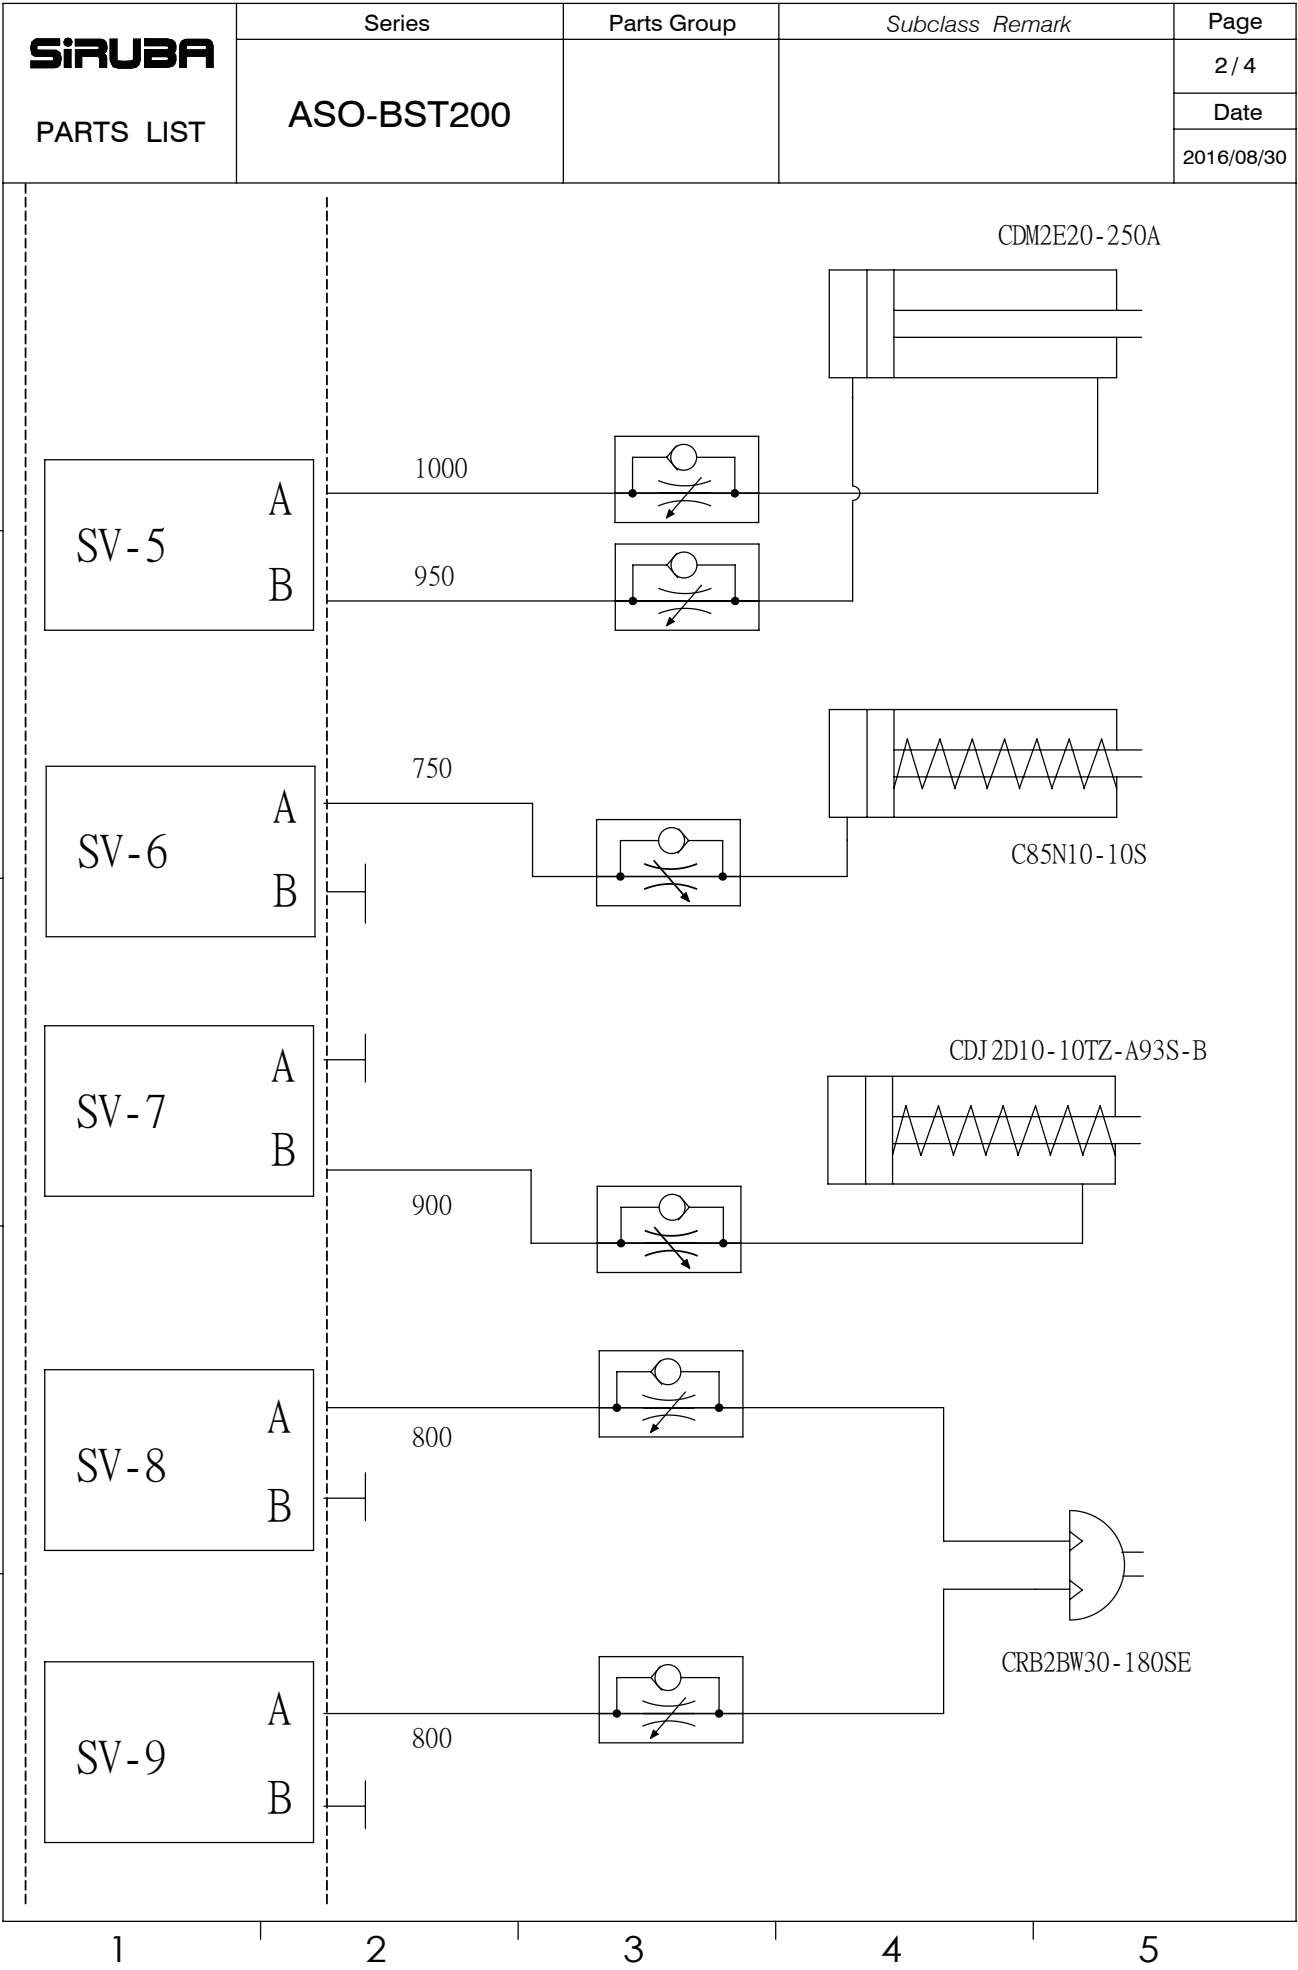 SiRUBA
PARTS LIST
Series
ASO-BST200
Parts Group
Subclass Remark
Page
2 / 4
Date
2016/08/30
CDM2E20-250A
SV-5
A
B
1000
950
SV-6
A
B
750
C85N10-10S
SV-7
A
B
900
CDJ2D10-10TZ-A93S-B
SV-8
A
B
800
CRB2BW30-180SE
SV-9
A
B
800
1 2 3 4 5